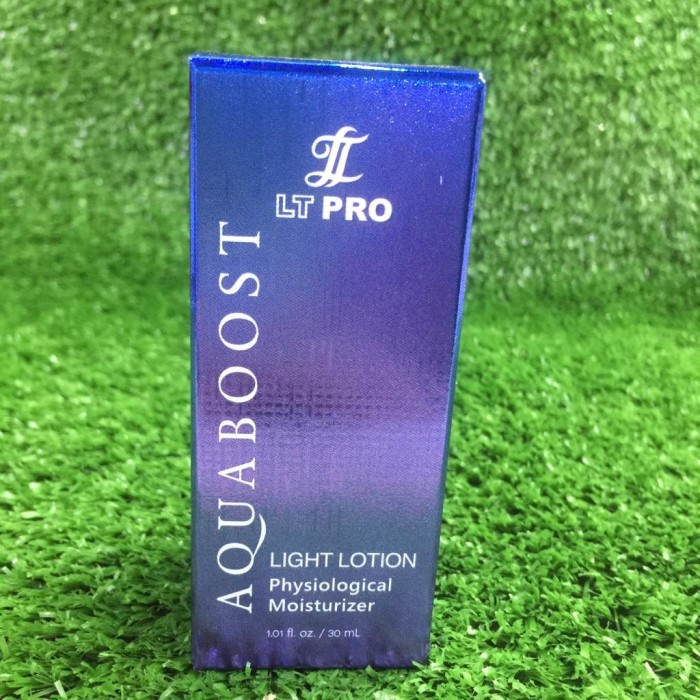 LT PRO
AQUABOOST
LIGHT LOTION
Physiological
Moisturizer
1.01 fl. oz. / 30 mL